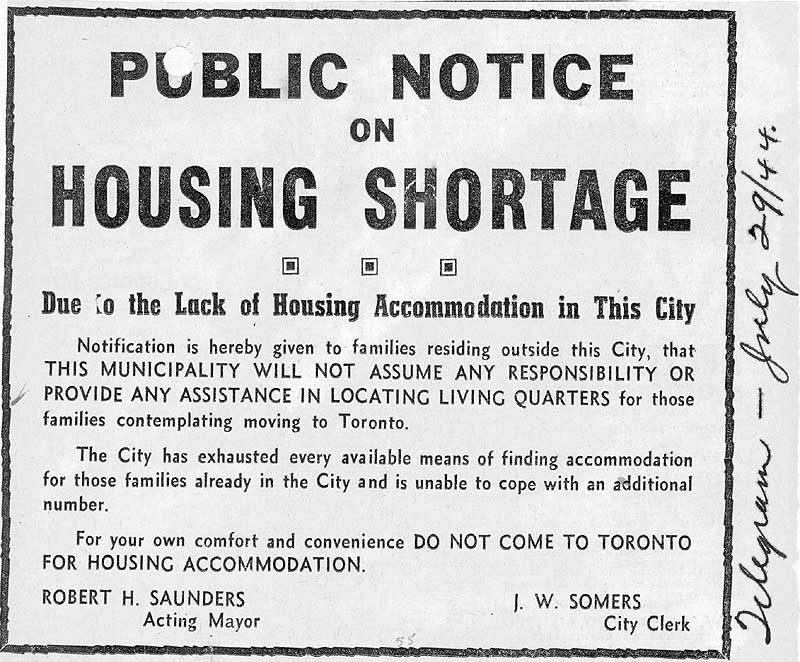 PUBLIC NOTICE
ON
HOUSING SHORTAGE
Due to the Lack of Housing Accommodation in This City
Notification is hereby given to families residing outside this City, that
THIS MUNICIPALITY WILL NOT ASSUME ANY RESPONSIBILITY OR
PROVIDE ANY ASSISTANCE IN LOCATING LIVING QUARTERS for those
families contemplating moving to Toronto.
The City has exhausted every available means of finding accommodation
for those families already in the City and is unable to cope with an additional
number.
For your own comfort and convenience DO NOT COME TO TORONTO
FOR HOUSING ACCOMMODATION.
ROBERT H. SAUNDERS
Acting Mayor
J. W. SOMERS
City Clerk
55
Telegram — July 29/44.